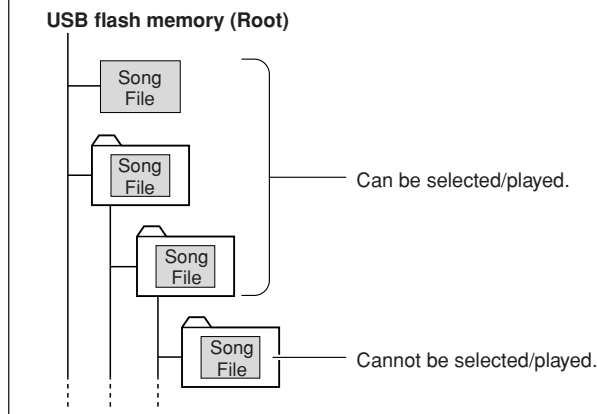 USB flash memory (Root)
Song
File
Song
File
Can be selected/played.
Song
File
Song
File
Cannot be selected/played.